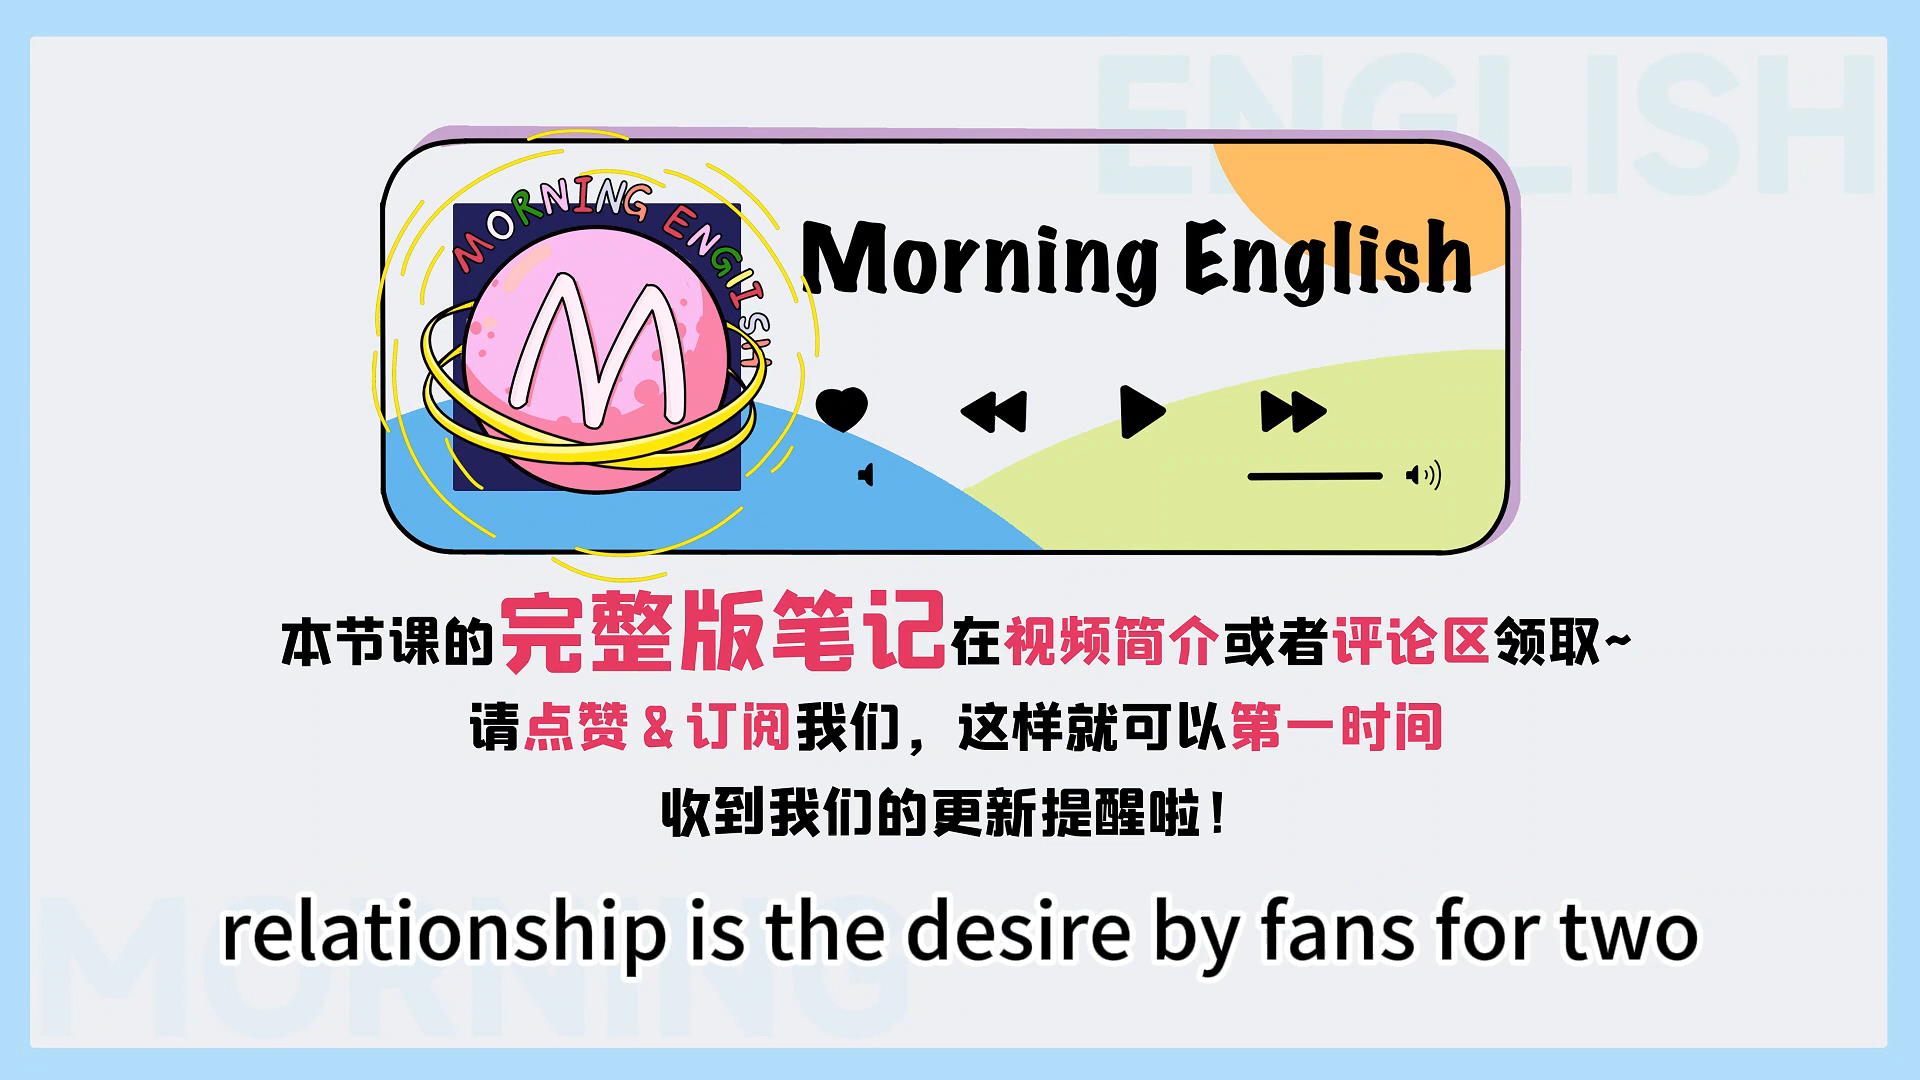 ENGLISH
MORNING ENGLISH
M
Morning English
本节课的完整版笔记在视频简介或者评论区领取~
请点赞&订阅我们，这样就可以第一时间
收到我们的更新提醒啦！
MORNING
relationship is the desire by fans for two